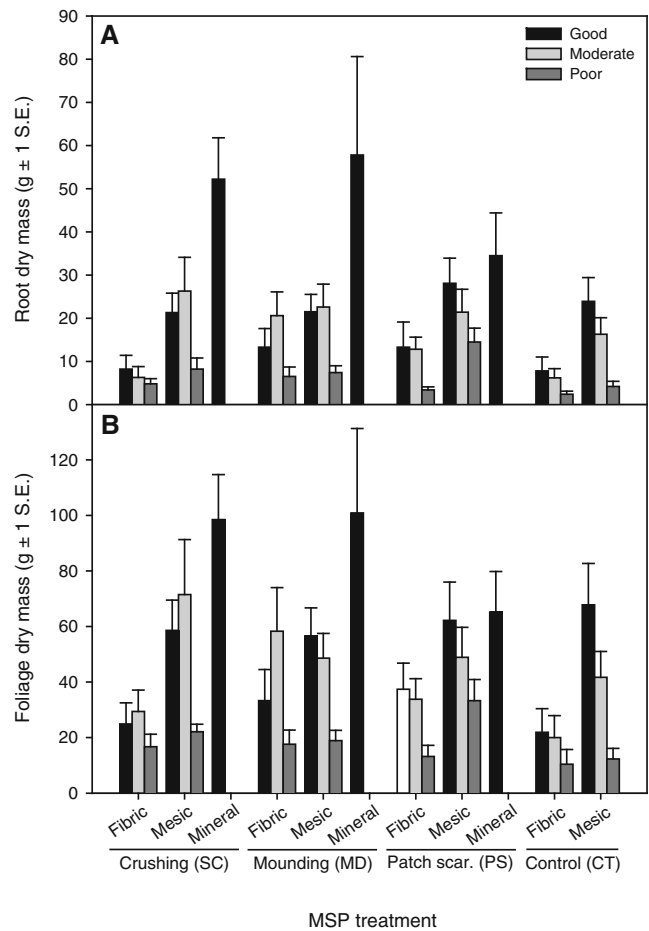 A
Good
Moderate
Poor
90
80
70
60
50
40
30
20
10
0
Root dry mass (g ± 1 S.E.)
B
120
100
80
60
40
20
0
Foliage dry mass (g ± 1 S.E.)
Fibric Mesic Mineral Fibric Mesic Mineral Fibric Mesic Mineral Fibric Mesic
Crushing (SC) Mounding (MD) Patch scar. (PS) Control (CT)
MSP treatment